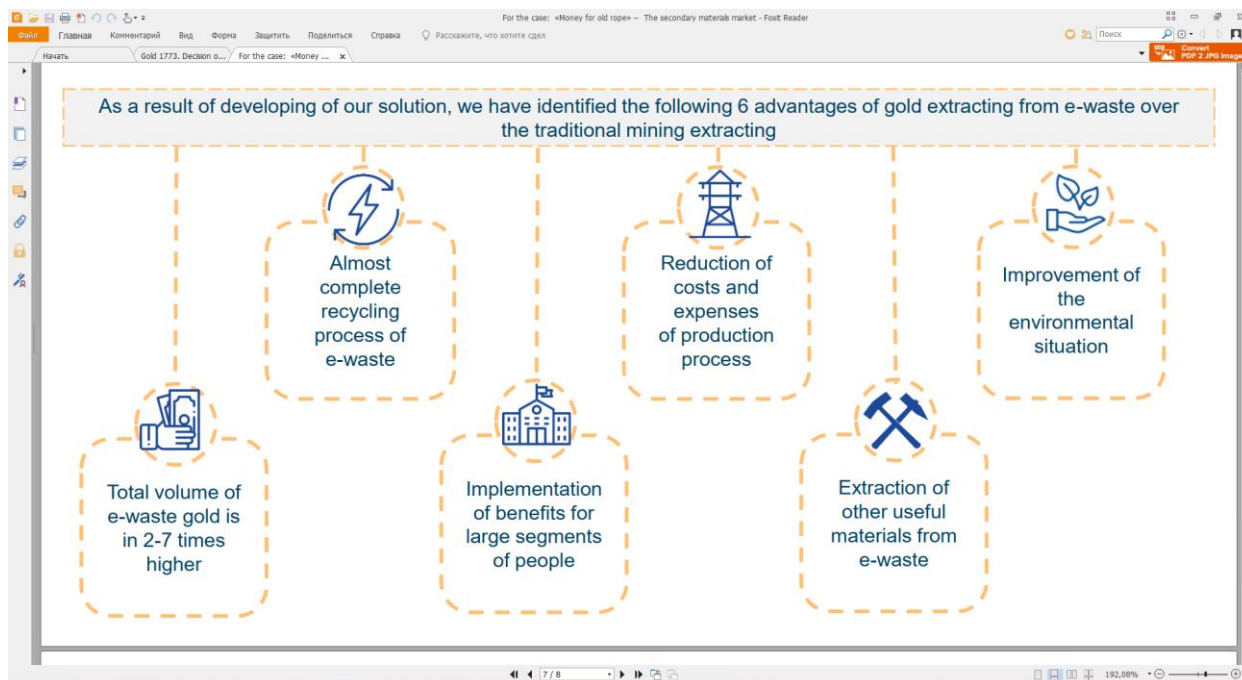 For the case: «Money for old rope» – The secondary materials market - Foxit Reader
Файл Главная Комментарий Вид Форма Защитить Поделиться Справка Расскажите, что хотите сдел Поиск
Начать Gold 1773. Decision o... For the case: «Money ... x
Convert
PDF 2 JPG Image
As a result of developing of our solution, we have identified the following 6 advantages of gold extracting from e-waste over
the traditional mining extracting
Almost
complete
recycling
process of
e-waste
Reduction of
costs and
expenses
of production
process
Improvement of
the
environmental
situation
Total volume of
e-waste gold is
in 2-7 times
higher
Implementation
of benefits for
large segments
of people
Extraction of
other useful
materials from
e-waste
7 / 8
192,08%